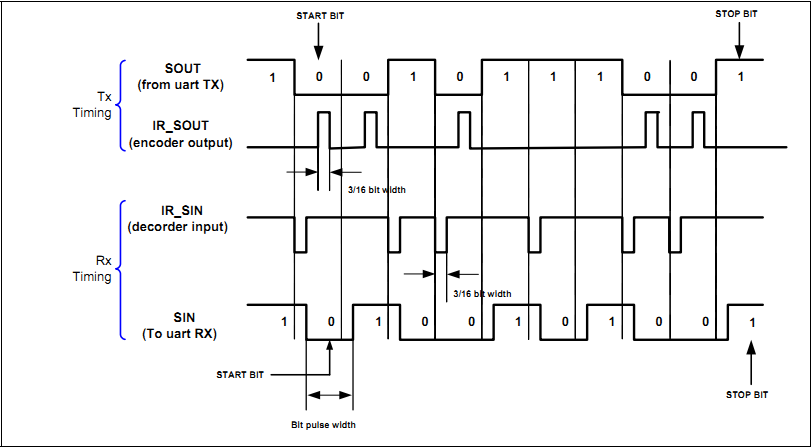 START BIT
STOP BIT
SOUT
(from uart TX)
1 0 0 1 0 1 1 1 0 0 1
Tx
Timing
IR_SOUT
(encoder output)
3/16 bit width
IR_SIN
(decorder input)
Rx
Timing
3/16 bit width
SIN
(To uart RX)
1 0 1 0 0 1 0 1 0 0 1
START BIT
STOP BIT
Bit pulse width